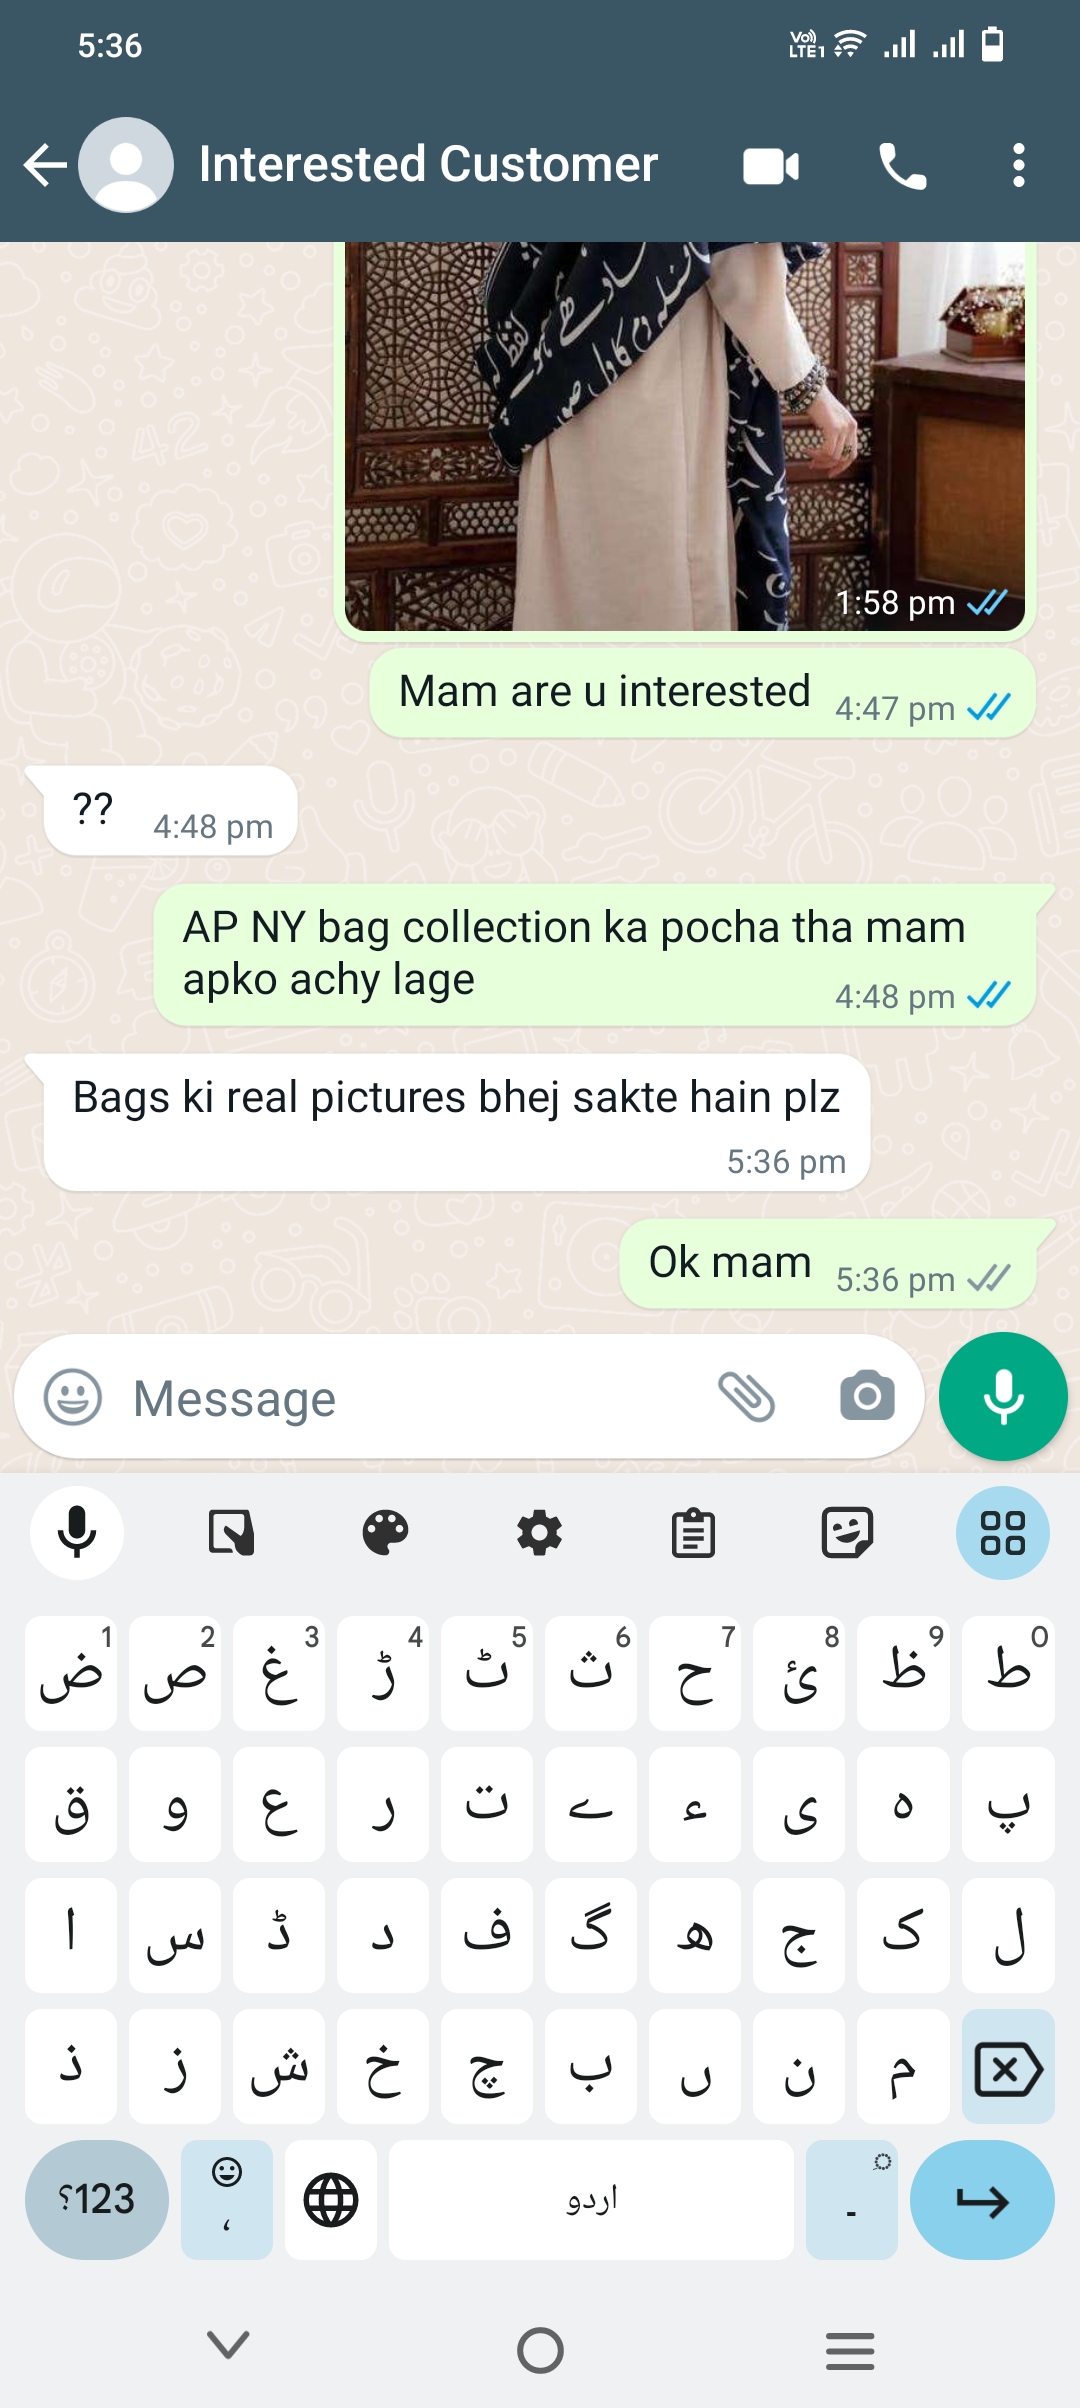 5:36
Vo))
LTE1
Interested Customer
1:58 pm
Mam are u interested
4:47 pm
??
4:48 pm
AP NY bag collection ka pocha tha mam
apko achy lage
4:48 pm
Bags ki real pictures bhej sakte hain plz
5:36 pm
Ok mam
5:36 pm
Message
ض 1 ص 2 غ 3 ڑ 4 ٹ 5 ث 6 ح 7 ئ 8 ظ 9 ط 0
ق و ع ر ت ے ء ی ہ پ
ا س ڈ د ف گ ھ ج ک ل
ذ ز ش خ چ ب ں ن م
؟123 ، اردو ۔